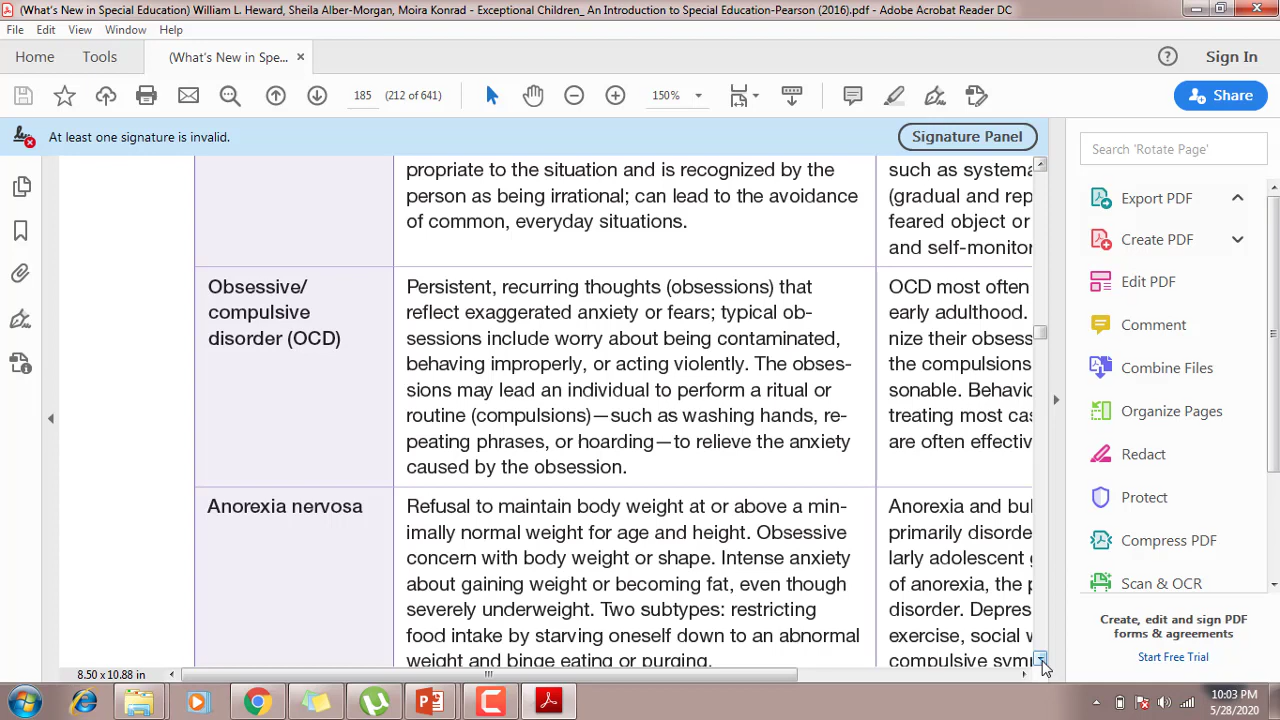 (What's New in Special Education) William L. Heward, Sheila Alber-Morgan, Moira Konrad - Exceptional Children_ An Introduction to Special Education-Pearson (2016).pdf - Adobe Acrobat Reader DC
File Edit View Window Help
Home Tools (What's New in Spe... × Sign In
185 (212 of 641) 150% Share
At least one signature is invalid. Signature Panel
Search 'Rotate Page'
Export PDF
Create PDF
Edit PDF
Comment
Combine Files
Organize Pages
Redact
Protect
Compress PDF
Scan & OCR
Create, edit and sign PDF
forms & agreements
Start Free Trial
propriate to the situation and is recognized by the
person as being irrational; can lead to the avoidance
of common, everyday situations.
such as systema
(gradual and rep
feared object or
and self-monitor
Obsessive/
compulsive
disorder (OCD)
Persistent, recurring thoughts (obsessions) that
reflect exaggerated anxiety or fears; typical ob-
sessions include worry about being contaminated,
behaving improperly, or acting violently. The obses-
sions may lead an individual to perform a ritual or
routine (compulsions)—such as washing hands, re-
peating phrases, or hoarding—to relieve the anxiety
caused by the obsession.
OCD most often
early adulthood.
nize their obsess
the compulsions
sonable. Behavio
treating most cas
are often effectiv
Anorexia nervosa
Refusal to maintain body weight at or above a min-
imally normal weight for age and height. Obsessive
concern with body weight or shape. Intense anxiety
about gaining weight or becoming fat, even though
severely underweight. Two subtypes: restricting
food intake by starving oneself down to an abnormal
weight and binge eating or purging.
Anorexia and bul
primarily disorde
larly adolescent g
of anorexia, the p
disorder. Depres
exercise, social w
compulsive symp
8.50 x 10.88 in
10:03 PM
5/28/2020